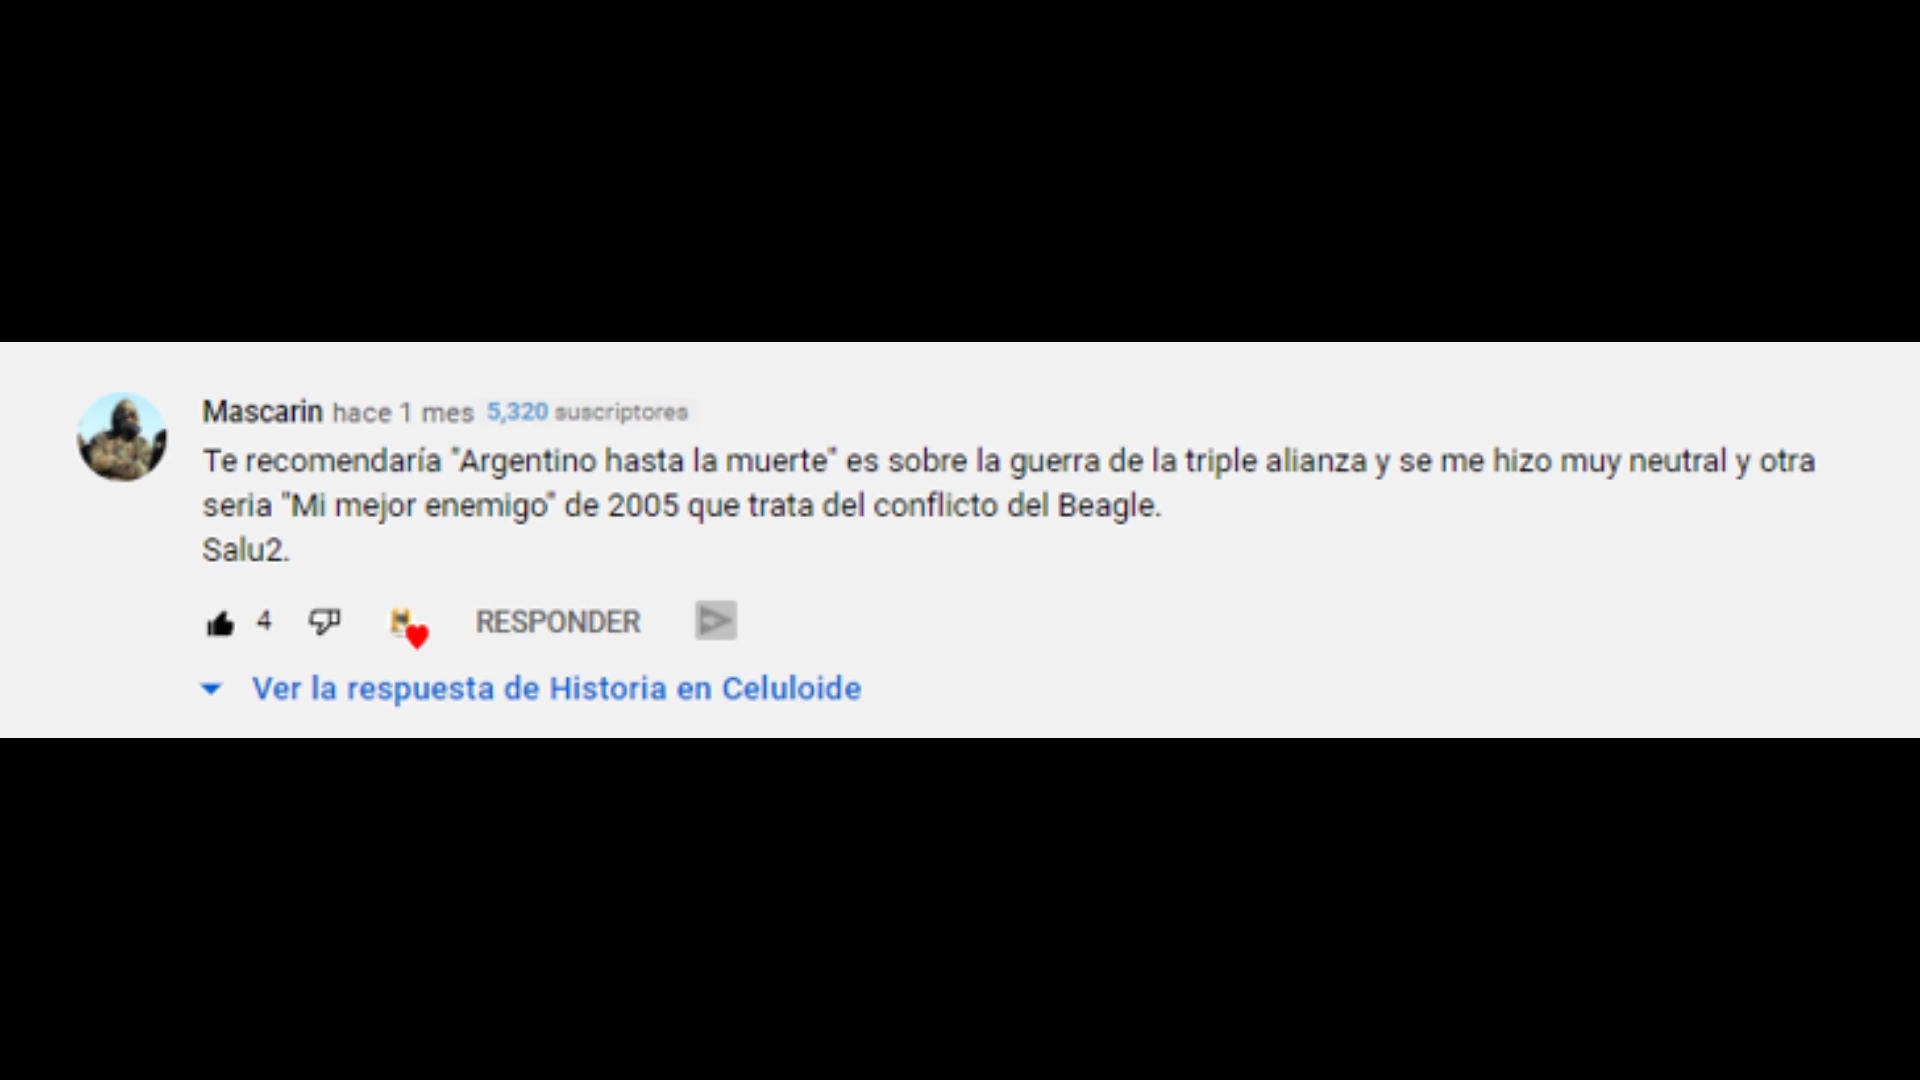 Mascarin hace 1 mes 5,320 suscriptores
Te recomendaría "Argentino hasta la muerte" es sobre la guerra de la triple alianza y se me hizo muy neutral y otra
seria "Mi mejor enemigo" de 2005 que trata del conflicto del Beagle.
Salu2.
4 RESPONDER
Ver la respuesta de Historia en Celuloide